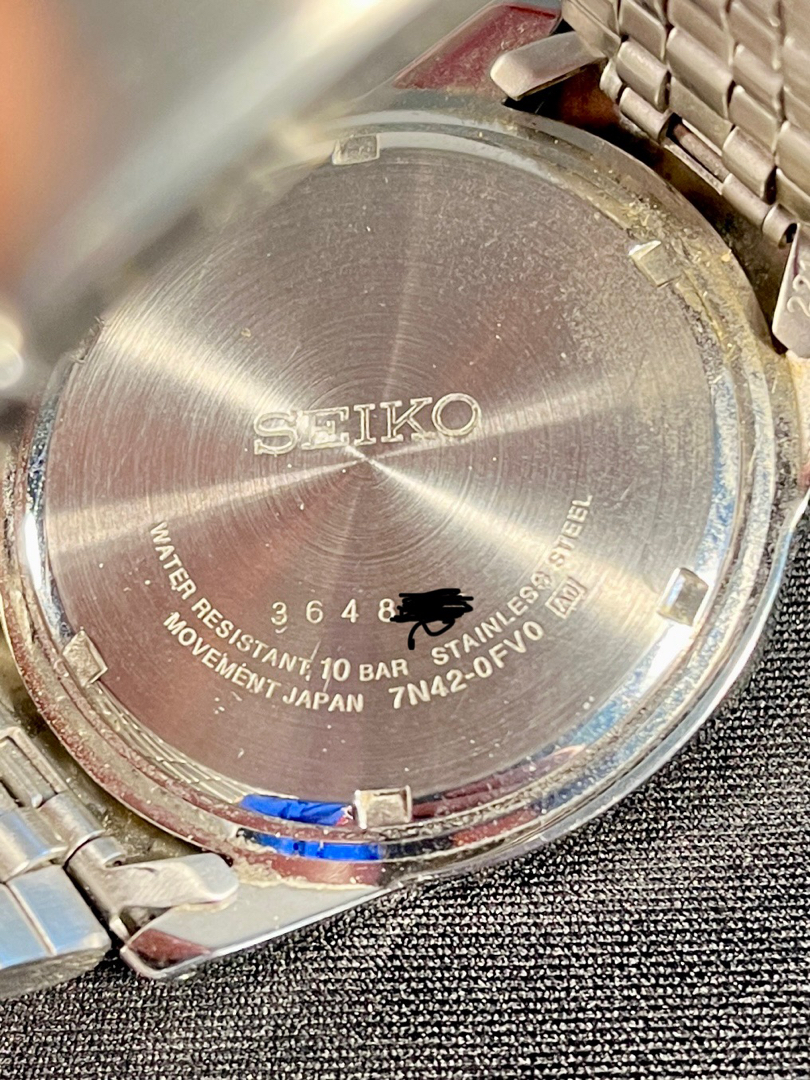 SEIKO
3648
WATER RESISTANT 10 BAR STAINLESS STEEL
MOVEMENT JAPAN 7N42-0FV0 A0